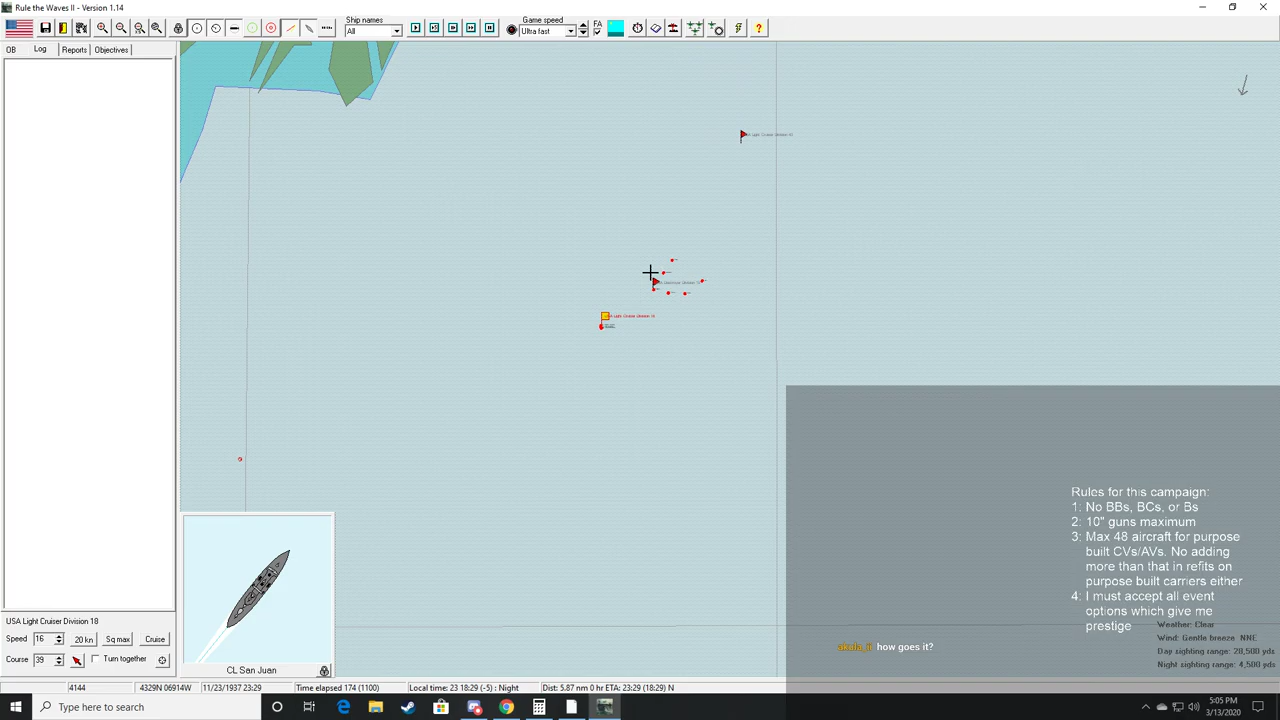 Rule the Waves II - Version 1.14
Ship names
All
Game speed
Ultra fast
FA
OB
Log
Reports
Objectives
USA Light Cruiser Division 16
USA Light Cruiser Division 18
Speed
16
20 kn
Sq max
Cruise
Course
39
Turn together
CL San Juan
Rules for this campaign:
1: No BBs, BCs, or Bs
2: 10" guns maximum
3: Max 48 aircraft for purpose
built CVs/AVs. No adding
more than that in refits on
purpose built carriers either
4: I must accept all event
options which give me
prestige
Weather: Clear
Wind: Gentle breeze NNE
Day sighting range: 28,500 yds
Night sighting range: 4,500 yds
how goes it?
4144
4329N 06914W
11/23/1937 23:29
Time elapsed 174 (1100)
Local time: 23 18:29 (-5) : Night
Dist: 5.87 nm 0 hr ETA: 23:29 (18:29) N
Type here to search
5:05 PM
3/13/2020